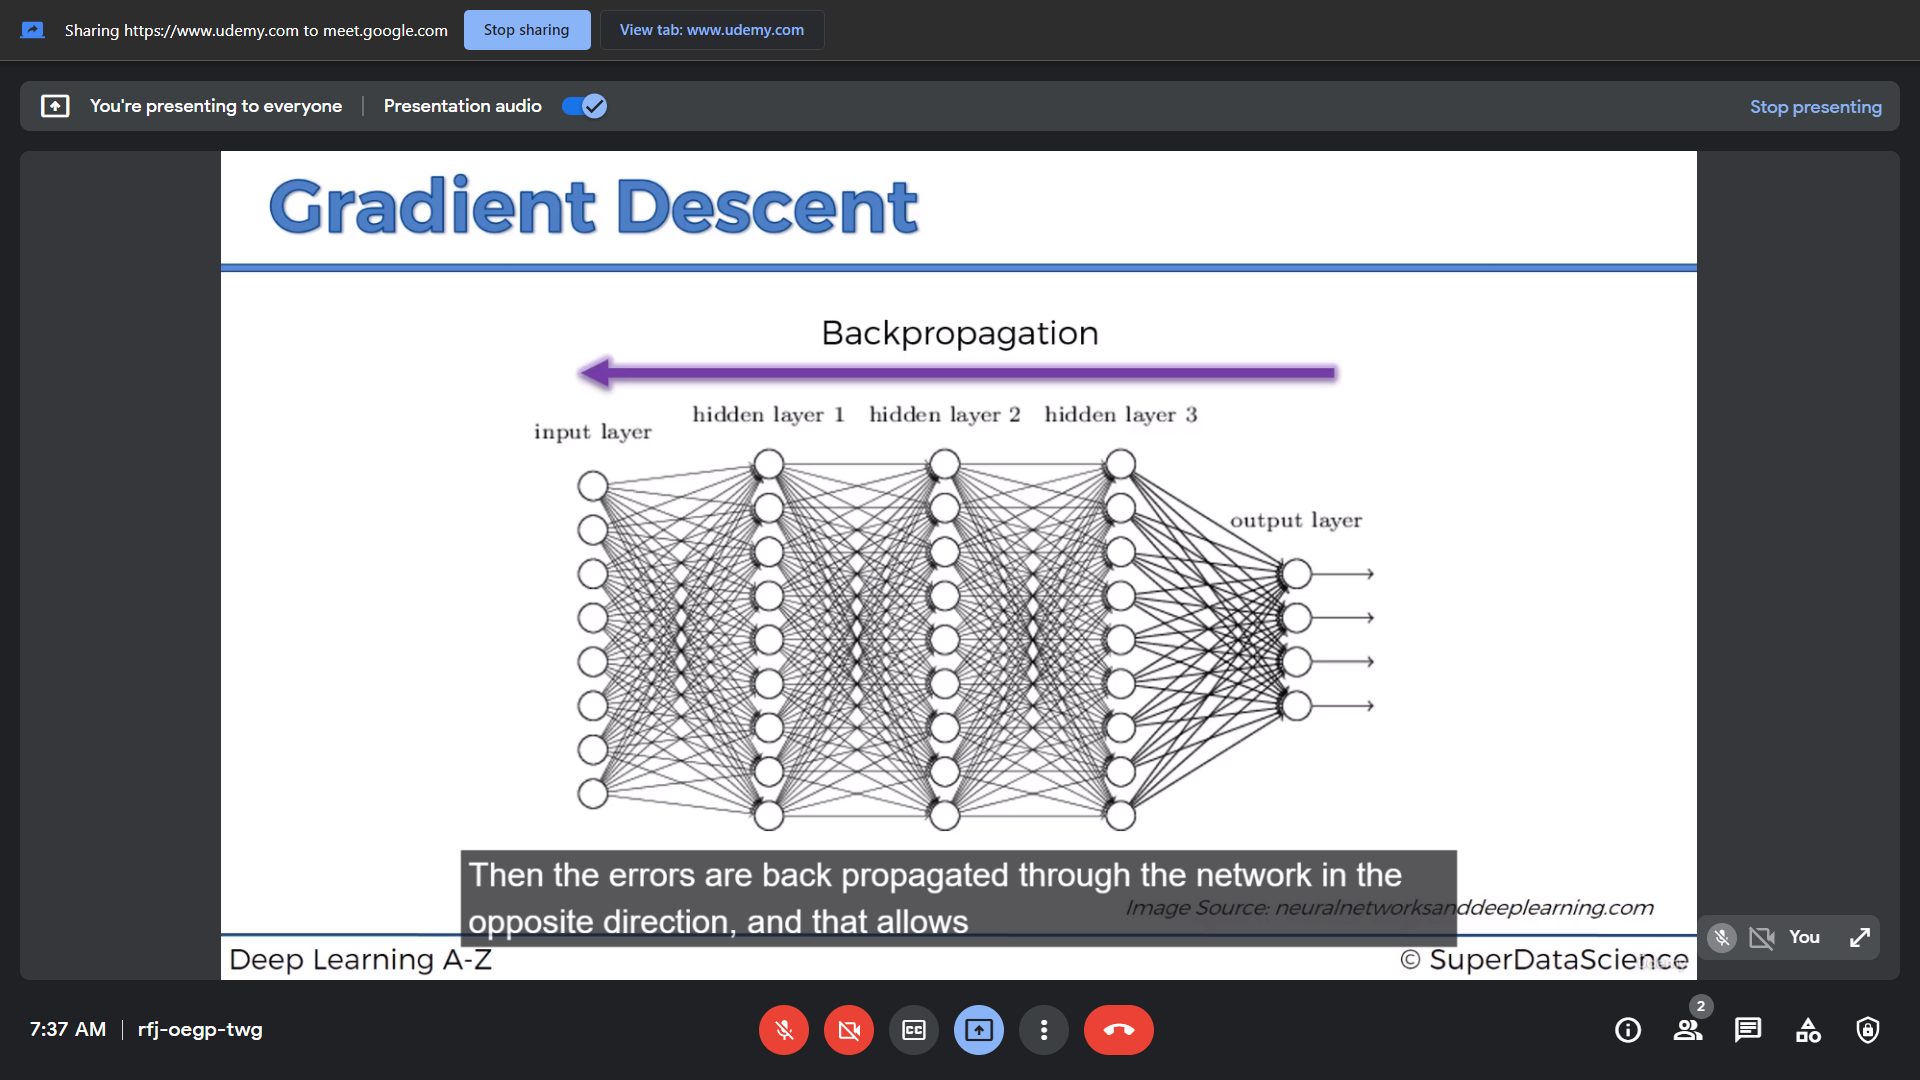 Sharing https://www.udemy.com to meet.google.com
Stop sharing
View tab: www.udemy.com
You're presenting to everyone
Presentation audio
Stop presenting
Gradient Descent
Backpropagation
hidden layer 1
hidden layer 2
hidden layer 3
input layer
output layer
Then the errors are back propagated through the network in the
opposite direction, and that allows
Image Source: neuralnetworksanddeeplearning.com
You
Deep Learning A-Z
© SuperDataScience
2
7:37 AM
rfj-oegp-twg
CC